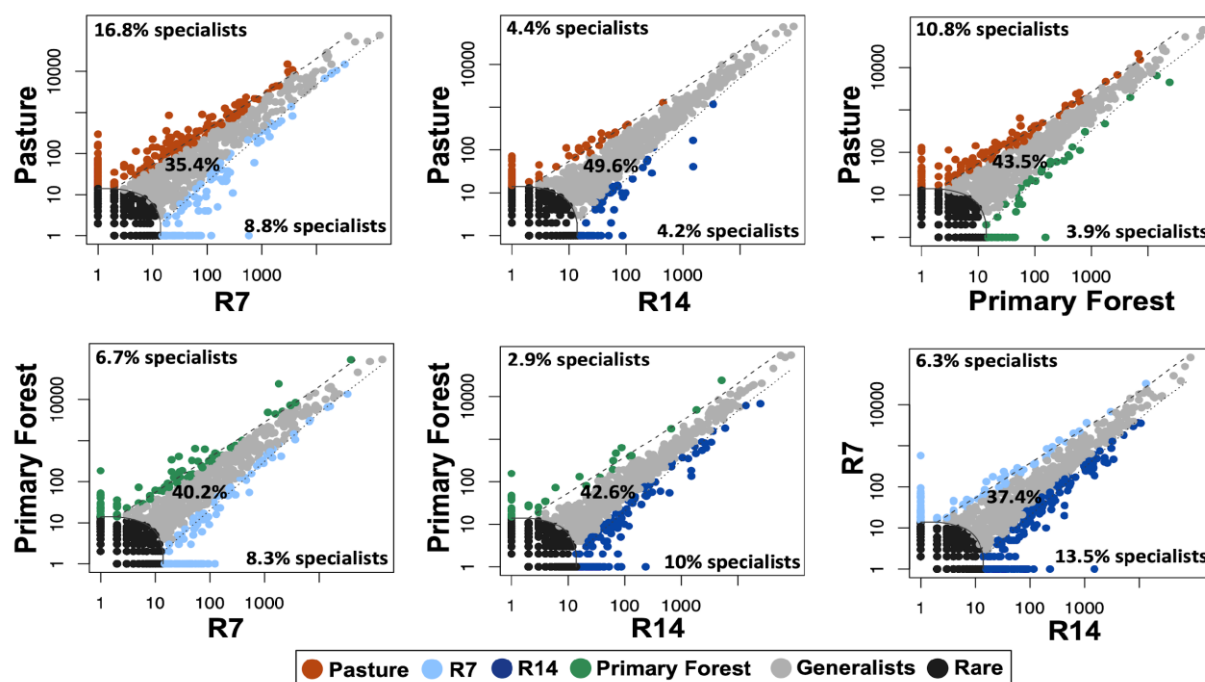 16.8% specialists
Pasture
10000
100
10
1
35.4%
8.8% specialists
1 10 100 1000
R7
4.4% specialists
Pasture
10000
100
10
1
49.6%
4.2% specialists
1 10 100 1000
R14
10.8% specialists
Pasture
10000
100
10
1
43.5%
3.9% specialists
1 10 100 1000
Primary Forest
6.7% specialists
Primary Forest
10000
100
10
1
40.2%
8.3% specialists
1 10 100 1000
R7
2.9% specialists
Primary Forest
10000
100
10
1
42.6%
10% specialists
1 10 100 1000
R14
6.3% specialists
R7
10000
100
10
1
37.4%
13.5% specialists
1 10 100 1000
R14
Pasture R7 R14 Primary Forest Generalists Rare